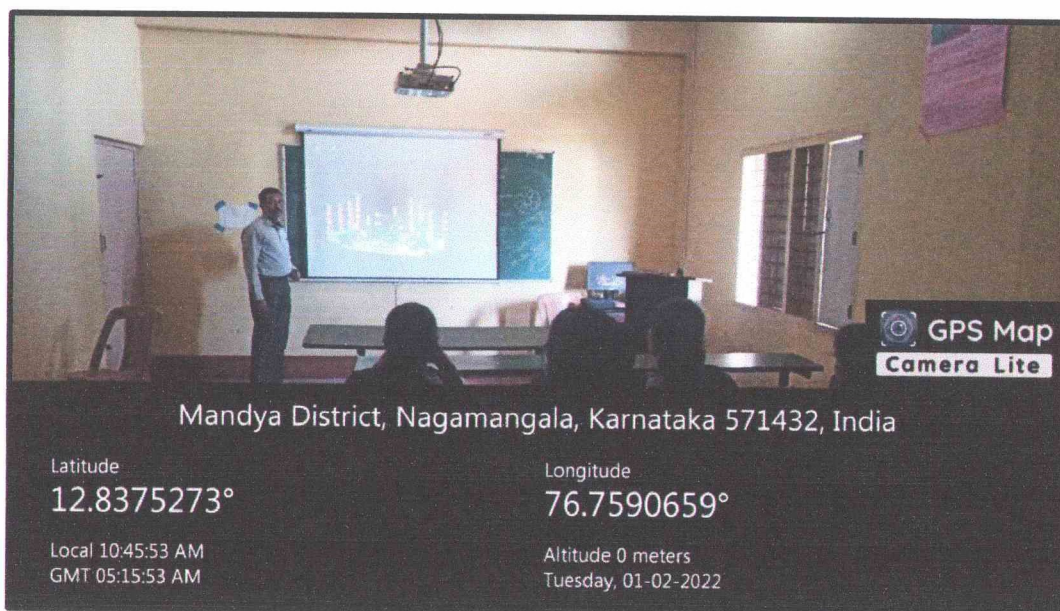 GPS Map
Camera Lite
Mandya District, Nagamangala, Karnataka 571432, India
Latitude
12.8375273°
Longitude
76.7590659°
Local 10:45:53 AM
GMT 05:15:53 AM
Altitude 0 meters
Tuesday, 01-02-2022